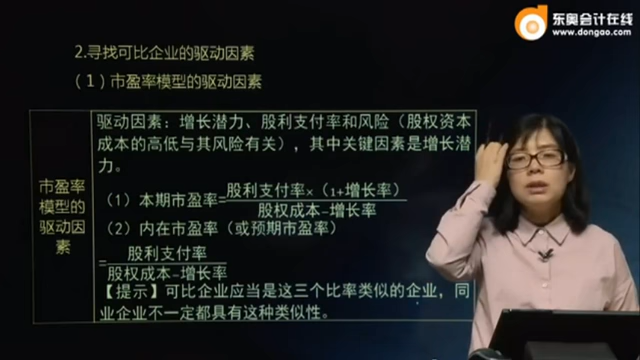 东奥会计在线
www.dongao.com
2.寻找可比企业的驱动因素
（1）市盈率模型的驱动因素
市盈率
模型的
驱动因
素
驱动因素：增长潜力、股利支付率和风险（股权资本
成本的高低与其风险有关），其中关键因素是增长潜
力。
（1）本期市盈率=股利支付率×（1+增长率）
股权成本-增长率
（2）内在市盈率（或预期市盈率）
=股利支付率
股权成本-增长率
【提示】可比企业应当是这三个比率类似的企业，同
业企业不一定都具有这种类似性。